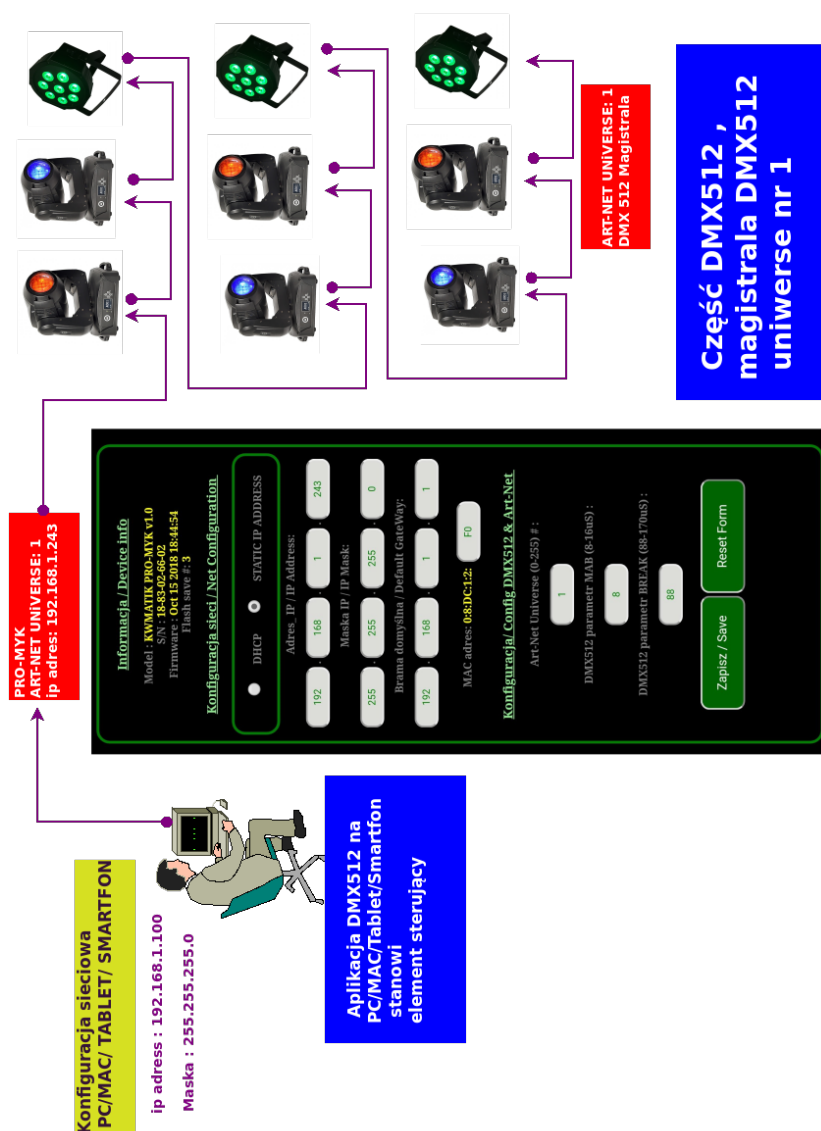 Konfiguracja sieciowa
PC/MAC/ TABLET/ SMARTFON
ip adress : 192.168.1.100
Maska : 255.255.255.0
Aplikacja DMX512 na
PC/MAC/Tablet/Smartfon
stanowi
element sterujący
PRO-MYK
ART-NET UNiVERSE: 1
ip adres: 192.168.1.243
Informacja / Device info
Model : KWMATIK PRO-MYK v1.0
S/N : 18-83-02-66-02
Firmware : Oct 15 2018 18:44:54
Flash save #: 3
Konfiguracja sieci / Net Configuration
DHCP STATIC IP ADDRESS
Adres_ IP / IP Address:
192 . 168 . 1 . 243
Maska IP / IP Mask:
255 . 255 . 255 . 0
Brama domyślna / Default GateWay:
192 . 168 . 1 . 1
MAC adres: 0:8:DC:1:2: F0
Konfiguracja/ Config DMX512 & Art-Net
Art-Net Universe (0-255) # :
1
DMX512 parametr MAB (8-16uS) :
8
DMX512 parametr BREAK (88-170uS) :
88
Zapisz / Save Reset Form
ART-NET UNiVERSE: 1
DMX 512 Magistrala
Część DMX512 ,
magistrala DMX512
uniwerse nr 1